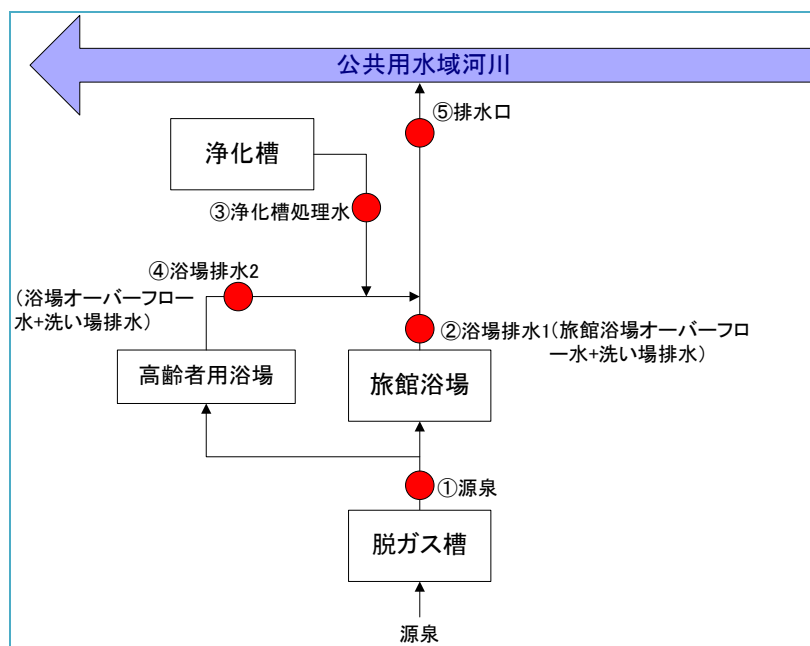 公共用水域河川
⑤排水口
浄化槽
③浄化槽処理水
④浴場排水2
(浴場オーバーフロー
水+洗い場排水)
②浴場排水1(旅館浴場オーバーフロ
ー水+洗い場排水)
高齢者用浴場
旅館浴場
①源泉
脱ガス槽
源泉